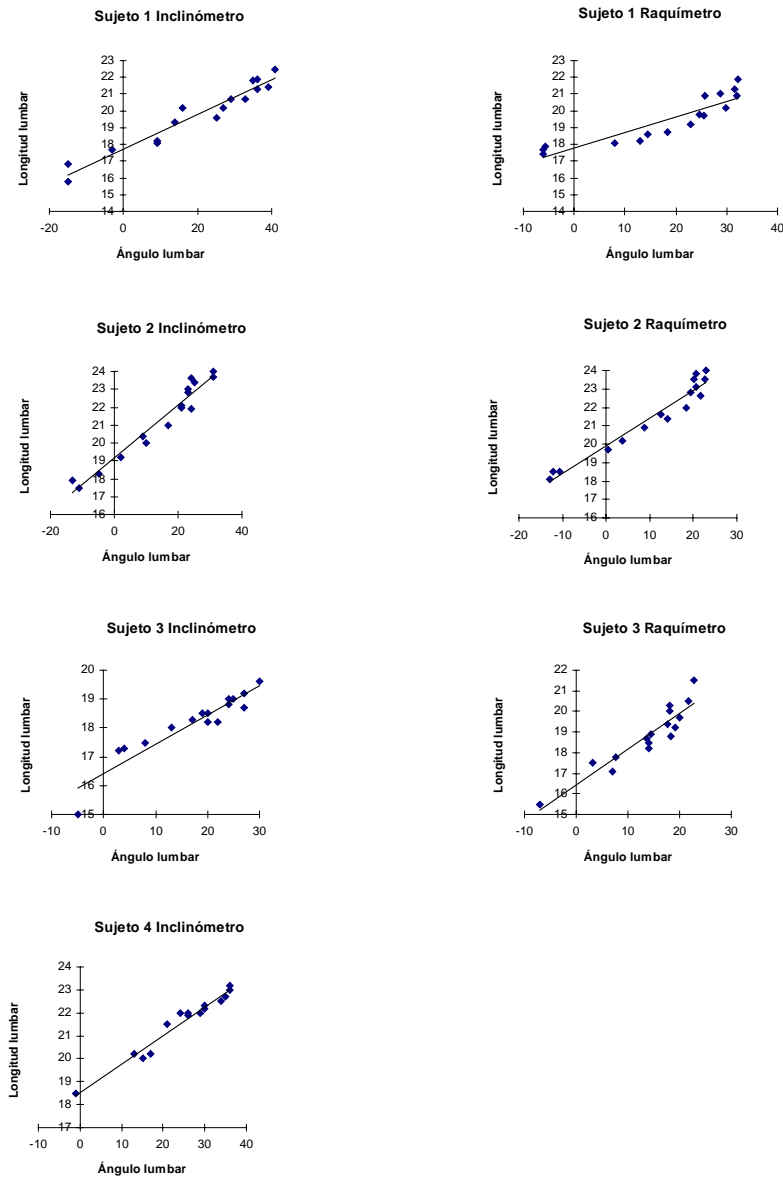 Sujeto 1 Inclinómetro
Longitud lumbar
23
22
21
20
19
18
17
16
15
14
-20 0 20 40
Ángulo lumbar
Sujeto 1 Raquímetro
Longitud lumbar
23
22
21
20
19
18
17
16
15
14
-10 0 10 20 30 40
Ángulo lumbar
Sujeto 2 Inclinómetro
Longitud lumbar
24
23
22
21
20
19
18
17
16
-20 0 20 40
Ángulo lumbar
Sujeto 2 Raquímetro
Longitud lumbar
24
23
22
21
20
19
18
17
16
-20 -10 0 10 20 30
Ángulo lumbar
Sujeto 3 Inclinómetro
Longitud lumbar
20
19
18
17
16
15
-10 0 10 20 30
Ángulo lumbar
Sujeto 3 Raquímetro
Longitud lumbar
22
21
20
19
18
17
16
15
-10 0 10 20 30
Ángulo lumbar
Sujeto 4 Inclinómetro
Longitud lumbar
24
23
22
21
20
19
18
17
-10 0 10 20 30 40
Ángulo lumbar